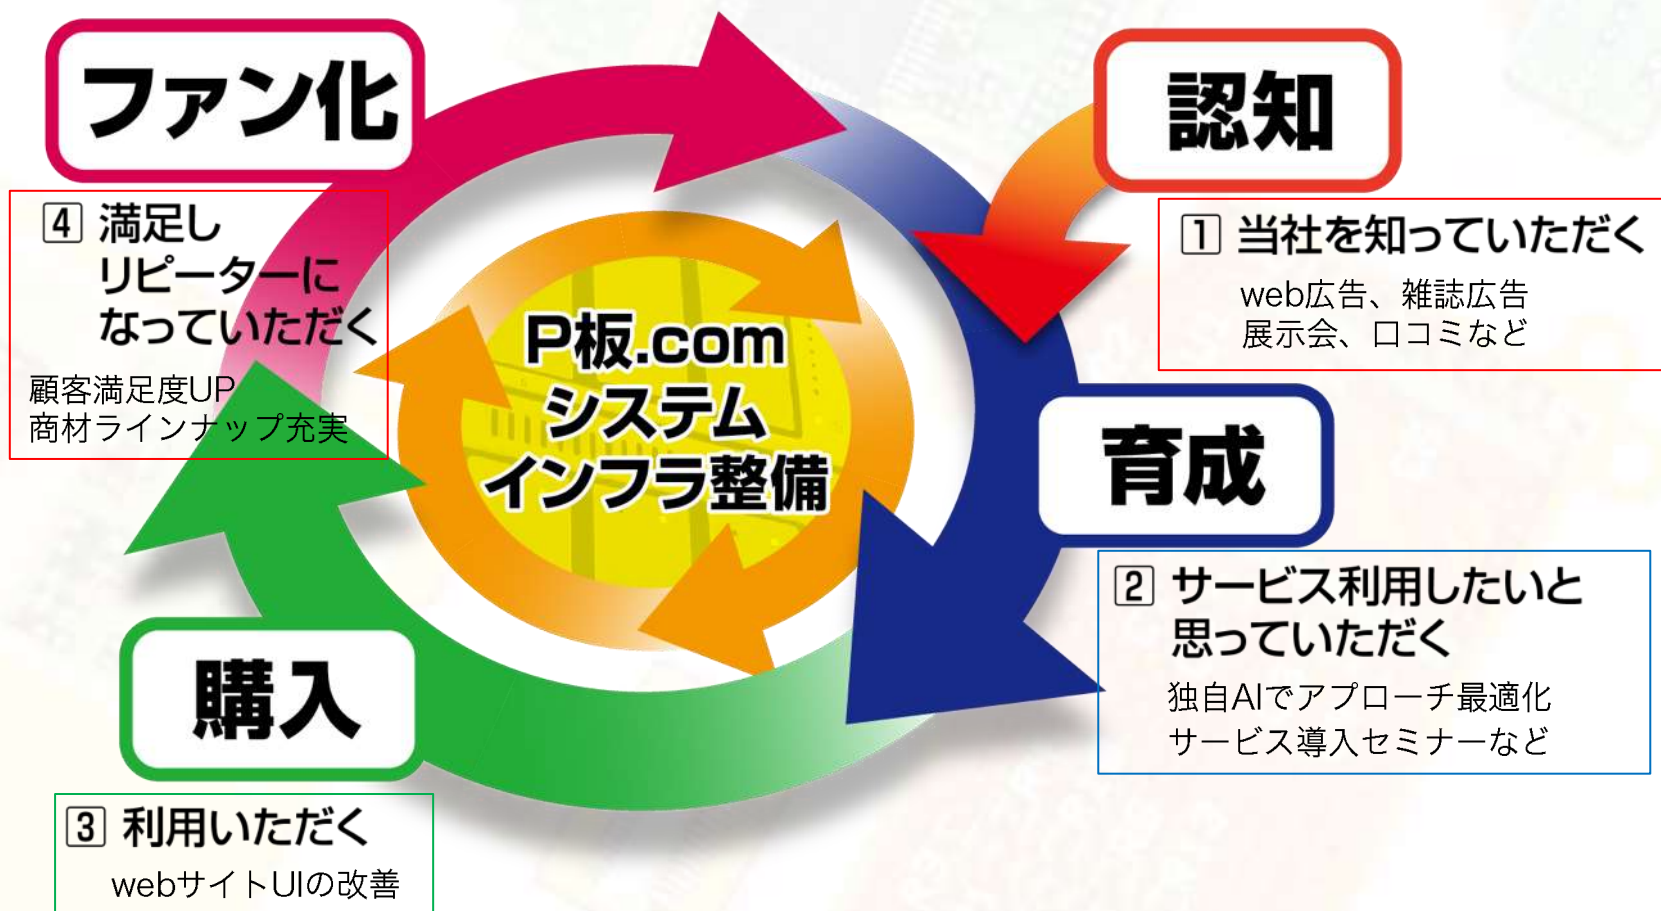 認知
1 当社を知っていただく
web広告、雑誌広告
展示会、口コミなど
育成
2 サービス利用したいと
思っていただく
独自AIでアプローチ最適化
サービス導入セミナーなど
購入
3 利用いただく
webサイトUIの改善
ファン化
4 満足し
リピーターに
なっていただく
顧客満足度UP
商材ラインナップ充実
P板.com
システム
インフラ整備